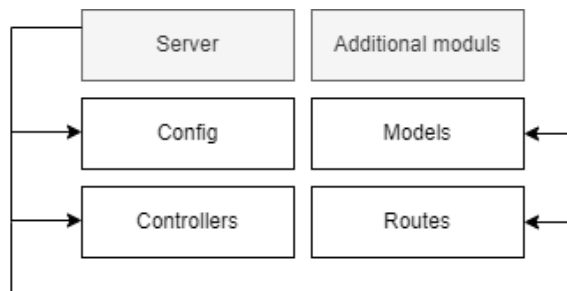 Server
Additional moduls
Config
Models
Controllers
Routes